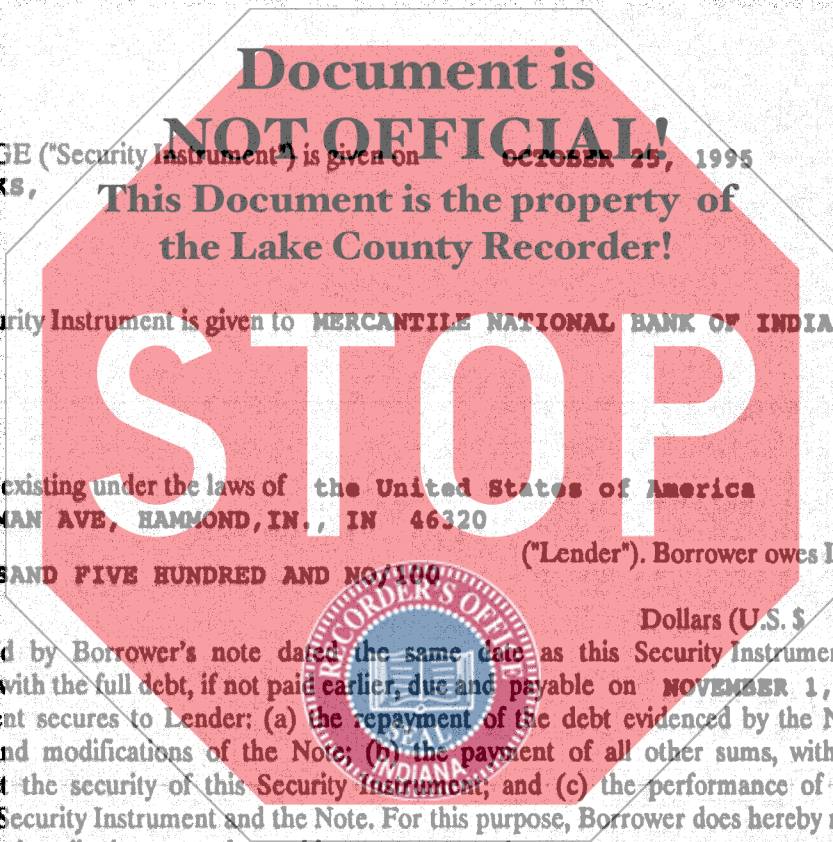 Document is
NOT OFFICIAL!
GE ("Security Instrument") is given on OCTOBER 25, 1995
KS,
This Document is the property of
the Lake County Recorder!
urity Instrument is given to MERCANTILE NATIONAL BANK OF INDIA
STOP
existing under the laws of the United States of America
MAN AVE, HAMMOND, IN., IN 46320
("Lender"). Borrower owes L
SAND FIVE HUNDRED AND NO/100
Dollars (U.S. $
d by Borrower's note dated the same date as this Security Instrumen
with the full debt, if not paid earlier, due and payable on NOVEMBER 1,
nt secures to Lender: (a) the repayment of the debt evidenced by the N
nd modifications of the Note; (b) the payment of all other sums, with
t the security of this Security Instrument; and (c) the performance of
Security Instrument and the Note. For this purpose, Borrower does hereby
RECORDER'S OFFICE
SEAL
INDIANA